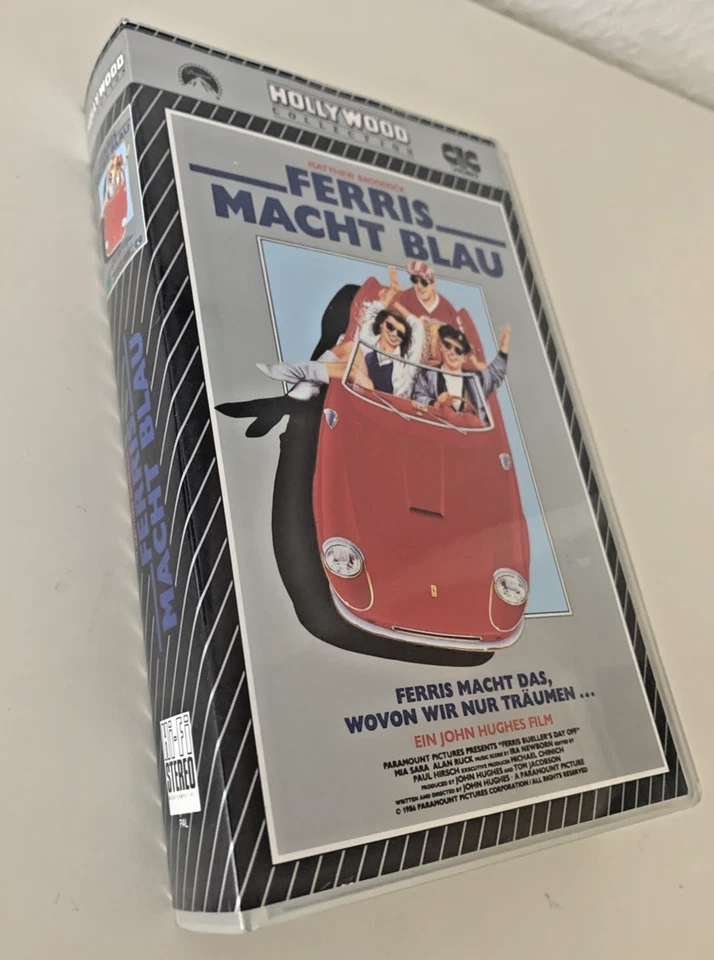 HOLLYWOOD
COLLECTION
CIC
VIDEO
MATTHEW BRODERICK
FERRIS
MACHT BLAU
FERRIS MACHT DAS,
WOVON WIR NUR TRÄUMEN ...
EIN JOHN HUGHES FILM
PARAMOUNT PICTURES PRESENTS "FERRIS BUELLER'S DAY OFF"
MIA SARA ALAN RUCK MUSIC SCORE BY IRA NEWBORN EDITED BY
PAUL HIRSCH EXECUTIVE PRODUCER MICHAEL CHINICH
PRODUCED BY JOHN HUGHES AND TOM JACOBSON
WRITTEN AND DIRECTED BY JOHN HUGHES · A PARAMOUNT PICTURE
© 1986 PARAMOUNT PICTURES CORPORATION / ALL RIGHTS RESERVED
HOLLYWOOD
FERRIS
MACHT BLAU
Hi-Fi
STEREO
PAL